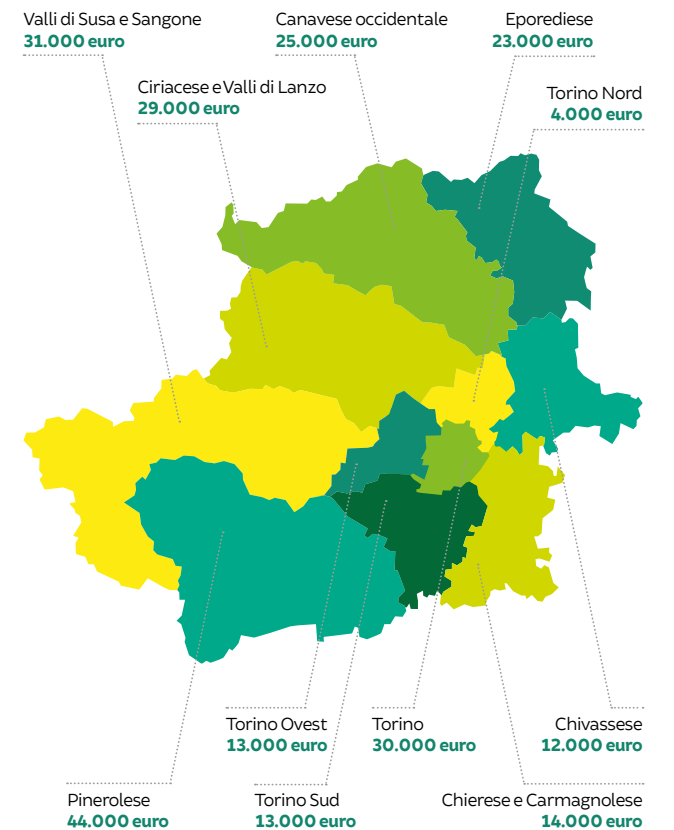 Valli di Susa e Sangone
31.000 euro
Canavese occidentale
25.000 euro
Eporediese
23.000 euro
Ciriacese e Valli di Lanzo
29.000 euro
Torino Nord
4.000 euro
Torino Ovest
13.000 euro
Torino
30.000 euro
Chivassese
12.000 euro
Pinerolese
44.000 euro
Torino Sud
13.000 euro
Chierese e Carmagnolese
14.000 euro